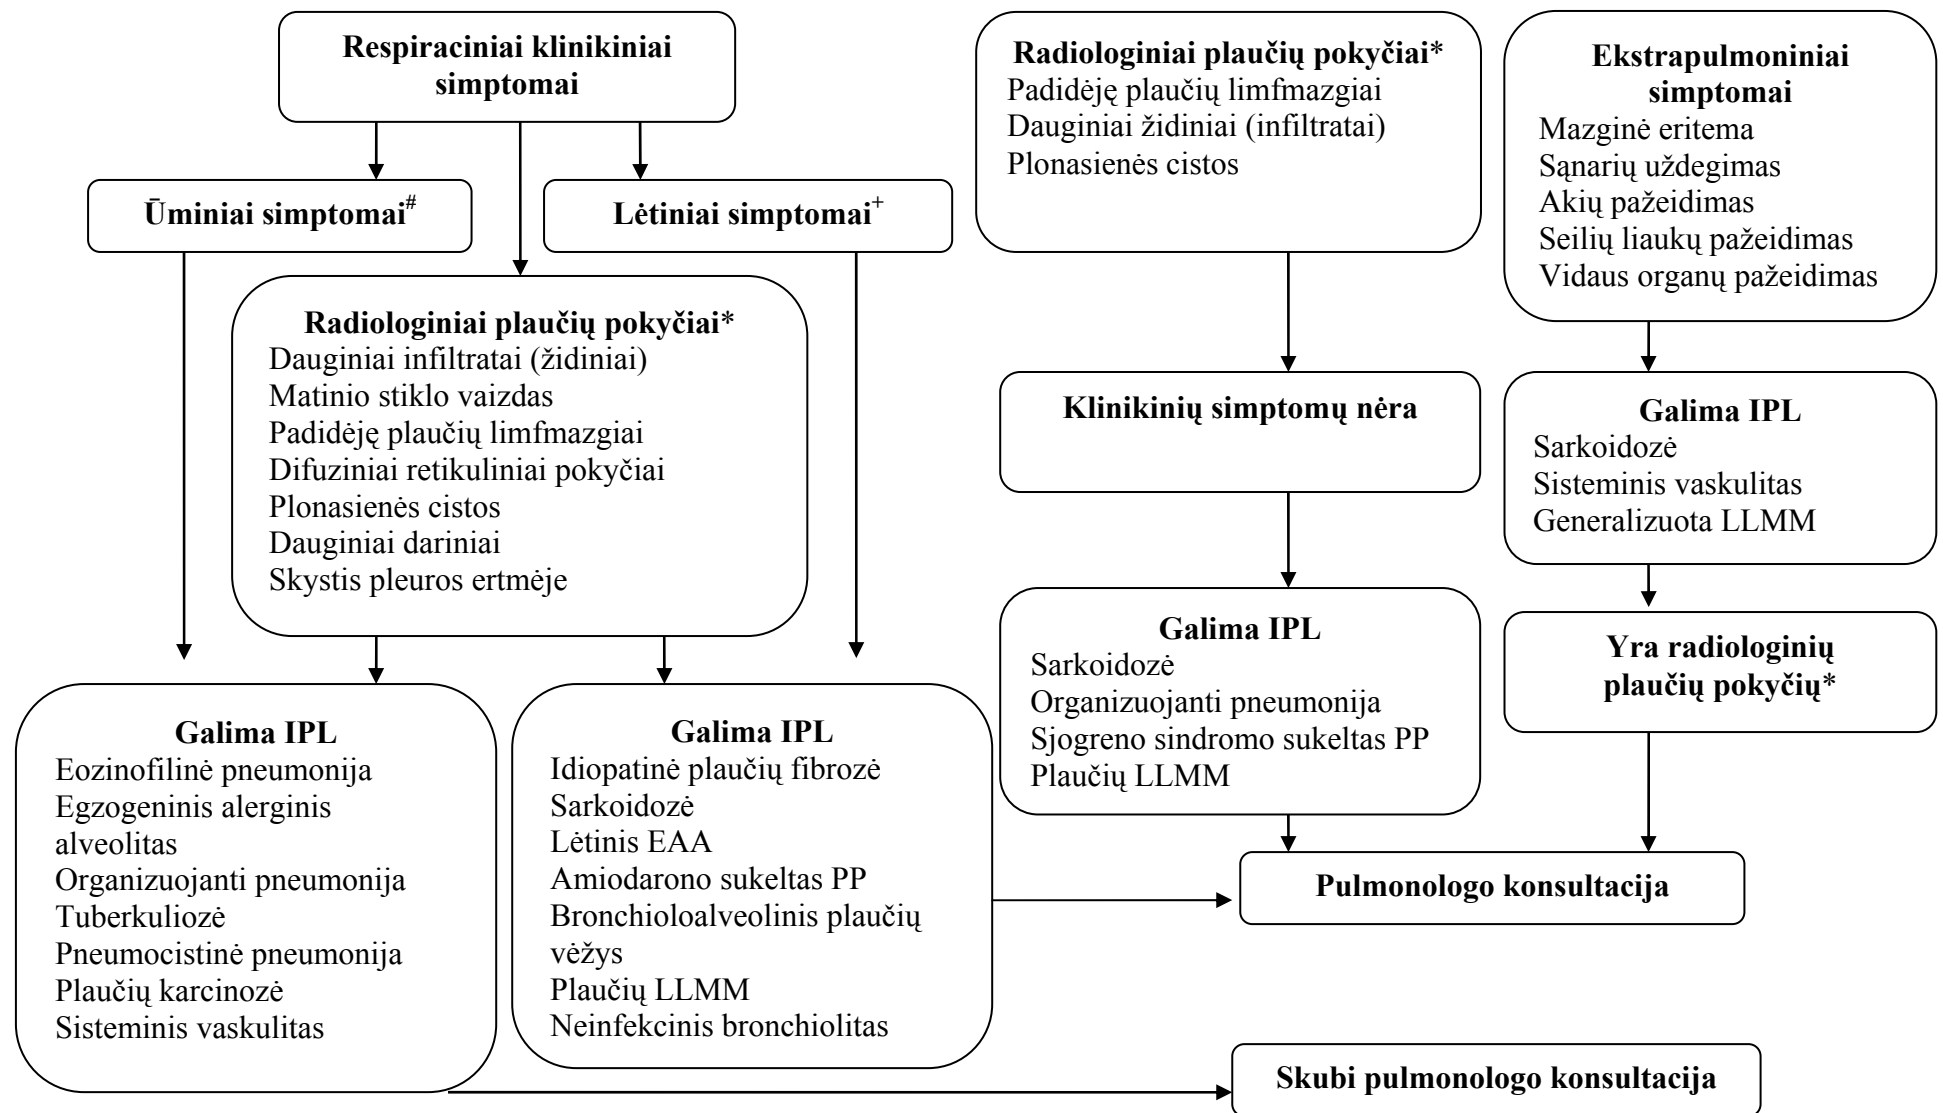 Respiraciniai klinikiniai
simptomai
Ūminiai simptomai#
Lėtiniai simptomai+
Radiologiniai plaučių pokyčiai*
Dauginiai infiltratai (židiniai)
Matinio stiklo vaizdas
Padidėję plaučių limfmazgiai
Difuziniai retikuliniai pokyčiai
Plonasienės cistos
Dauginiai dariniai
Skystis pleuros ertmėje
Galima IPL
Eozinofilinė pneumonija
Egzogeninis alerginis
alveolitas
Organizuojanti pneumonija
Tuberkuliozė
Pneumocistinė pneumonija
Plaučių karcinozė
Sisteminis vaskulitas
Galima IPL
Idiopatinė plaučių fibrozė
Sarkoidozė
Lėtinis EAA
Amiodarono sukeltas PP
Bronchioloalveolinis plaučių
vėžys
Plaučių LLMM
Neinfekcinis bronchiolitas
Radiologiniai plaučių pokyčiai*
Padidėję plaučių limfmazgiai
Dauginiai židiniai (infiltratai)
Plonasienės cistos
Klinikinių simptomų nėra
Galima IPL
Sarkoidozė
Organizuojanti pneumonija
Sjogreno sindromo sukeltas PP
Plaučių LLMM
Ekstrapulmoniniai
simptomai
Mazginė eritema
Sąnarių uždegimas
Akių pažeidimas
Seilių liaukų pažeidimas
Vidaus organų pažeidimas
Galima IPL
Sarkoidozė
Sisteminis vaskulitas
Generalizuota LLMM
Yra radiologinių
plaučių pokyčių*
Pulmonologo konsultacija
Skubi pulmonologo konsultacija